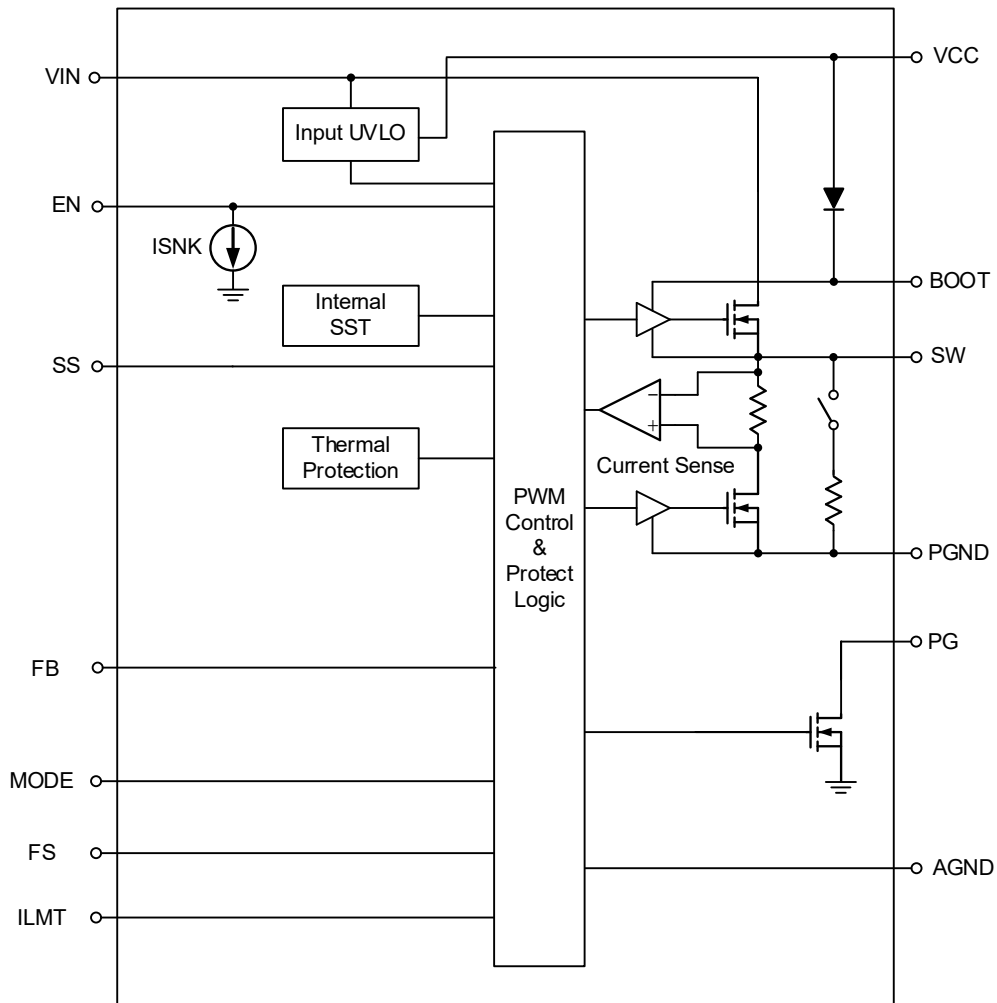 VCC
VIN
Input UVLO
EN
ISNK
BOOT
Internal
SST
SW
SS
−
+
Current Sense
Thermal
Protection
PWM
Control
&
Protect
Logic
PGND
PG
FB
MODE
FS
AGND
ILMT